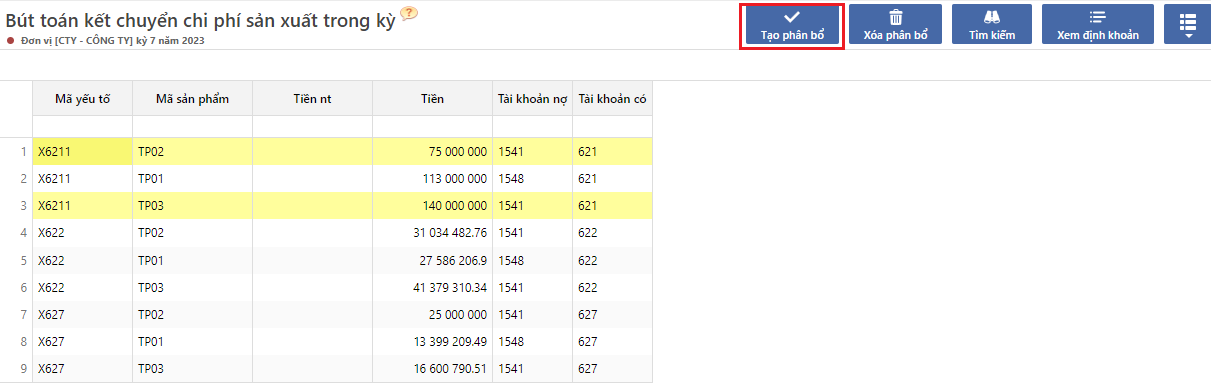 Bút toán kết chuyển chi phí sản xuất trong kỳ ?
Đơn vị [CTY - CÔNG TY] kỳ 7 năm 2023
Tạo phân bổ Xóa phân bổ Tìm kiếm Xem định khoản
Mã yếu tố Mã sản phẩm Tiền nt Tiền Tài khoản nợ Tài khoản có
1 X6211 TP02 75 000 000 1541 621
2 X6211 TP01 113 000 000 1548 621
3 X6211 TP03 140 000 000 1541 621
4 X622 TP02 31 034 482.76 1541 622
5 X622 TP01 27 586 206.9 1548 622
6 X622 TP03 41 379 310.34 1541 622
7 X627 TP02 25 000 000 1541 627
8 X627 TP01 13 399 209.49 1548 627
9 X627 TP03 16 600 790.51 1541 627